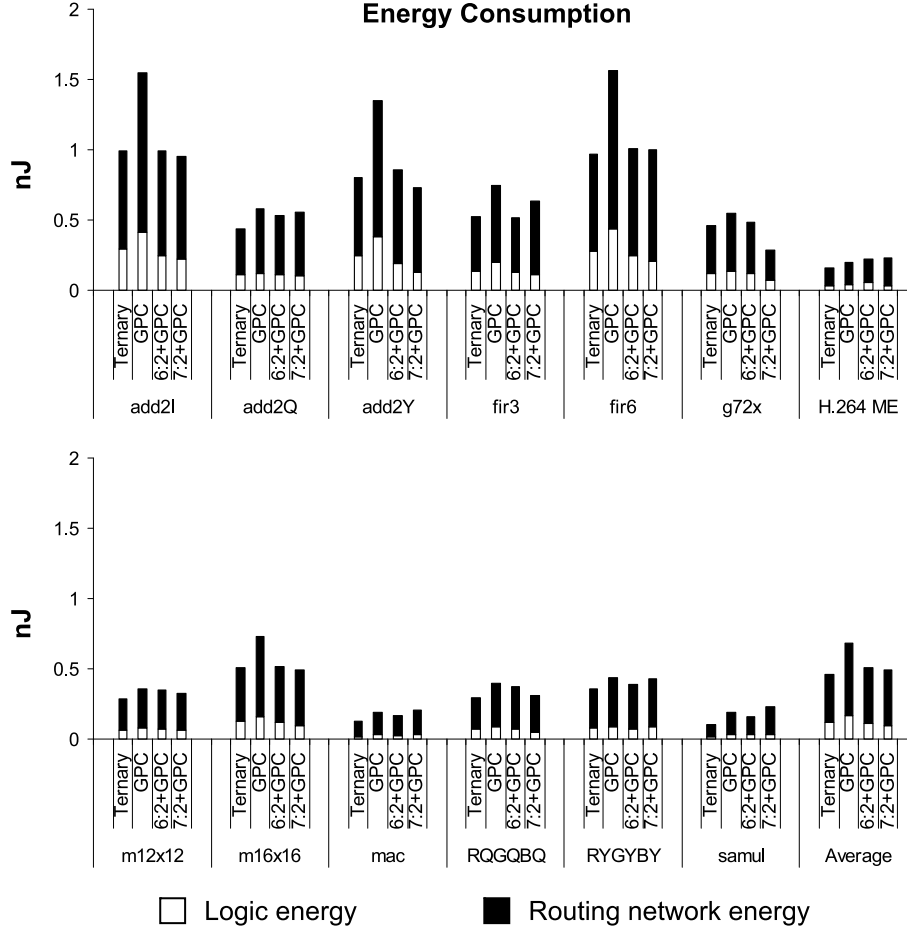 Energy Consumption
2
1.5
1
0.5
0
nJ
Ternary GPC 6:2+GPC 7:2+GPC Ternary GPC 6:2+GPC 7:2+GPC Ternary GPC 6:2+GPC 7:2+GPC Ternary GPC 6:2+GPC 7:2+GPC Ternary GPC 6:2+GPC 7:2+GPC Ternary GPC 6:2+GPC 7:2+GPC Ternary GPC 6:2+GPC 7:2+GPC
add2I add2Q add2Y fir3 fir6 g72x H.264 ME
2
1.5
1
0.5
0
nJ
Ternary GPC 6:2+GPC 7:2+GPC Ternary GPC 6:2+GPC 7:2+GPC Ternary GPC 6:2+GPC 7:2+GPC Ternary GPC 6:2+GPC 7:2+GPC Ternary GPC 6:2+GPC 7:2+GPC Ternary GPC 6:2+GPC 7:2+GPC Ternary GPC 6:2+GPC 7:2+GPC
m12x12 m16x16 mac RQGQBQ RYGYBY samul Average
Logic energy Routing network energy